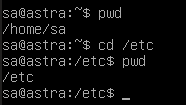 sa@astra:~$ pwd
/home/sa
sa@astra:~$ cd /etc
sa@astra:/etc$ pwd
/etc
sa@astra:/etc$ _